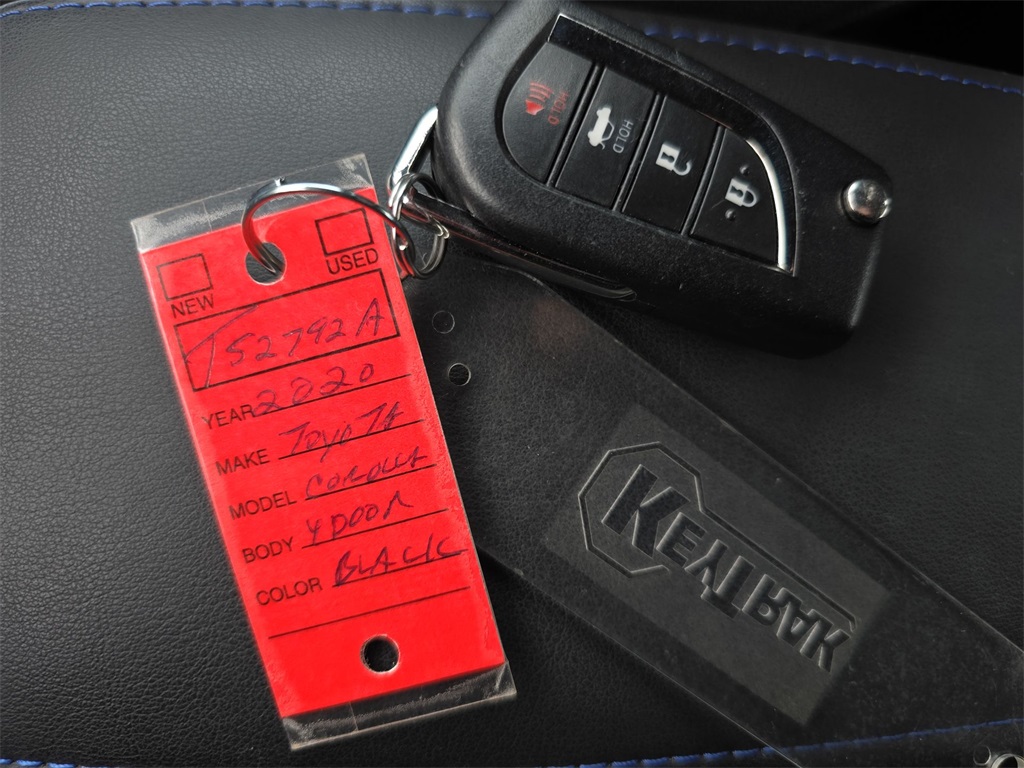 NEW
USED
T52792A
YEAR 2020
MAKE Toyota
MODEL Corolla
BODY 4 DOOR
COLOR BLACK
HOLD
HOLD
KEYTRAK